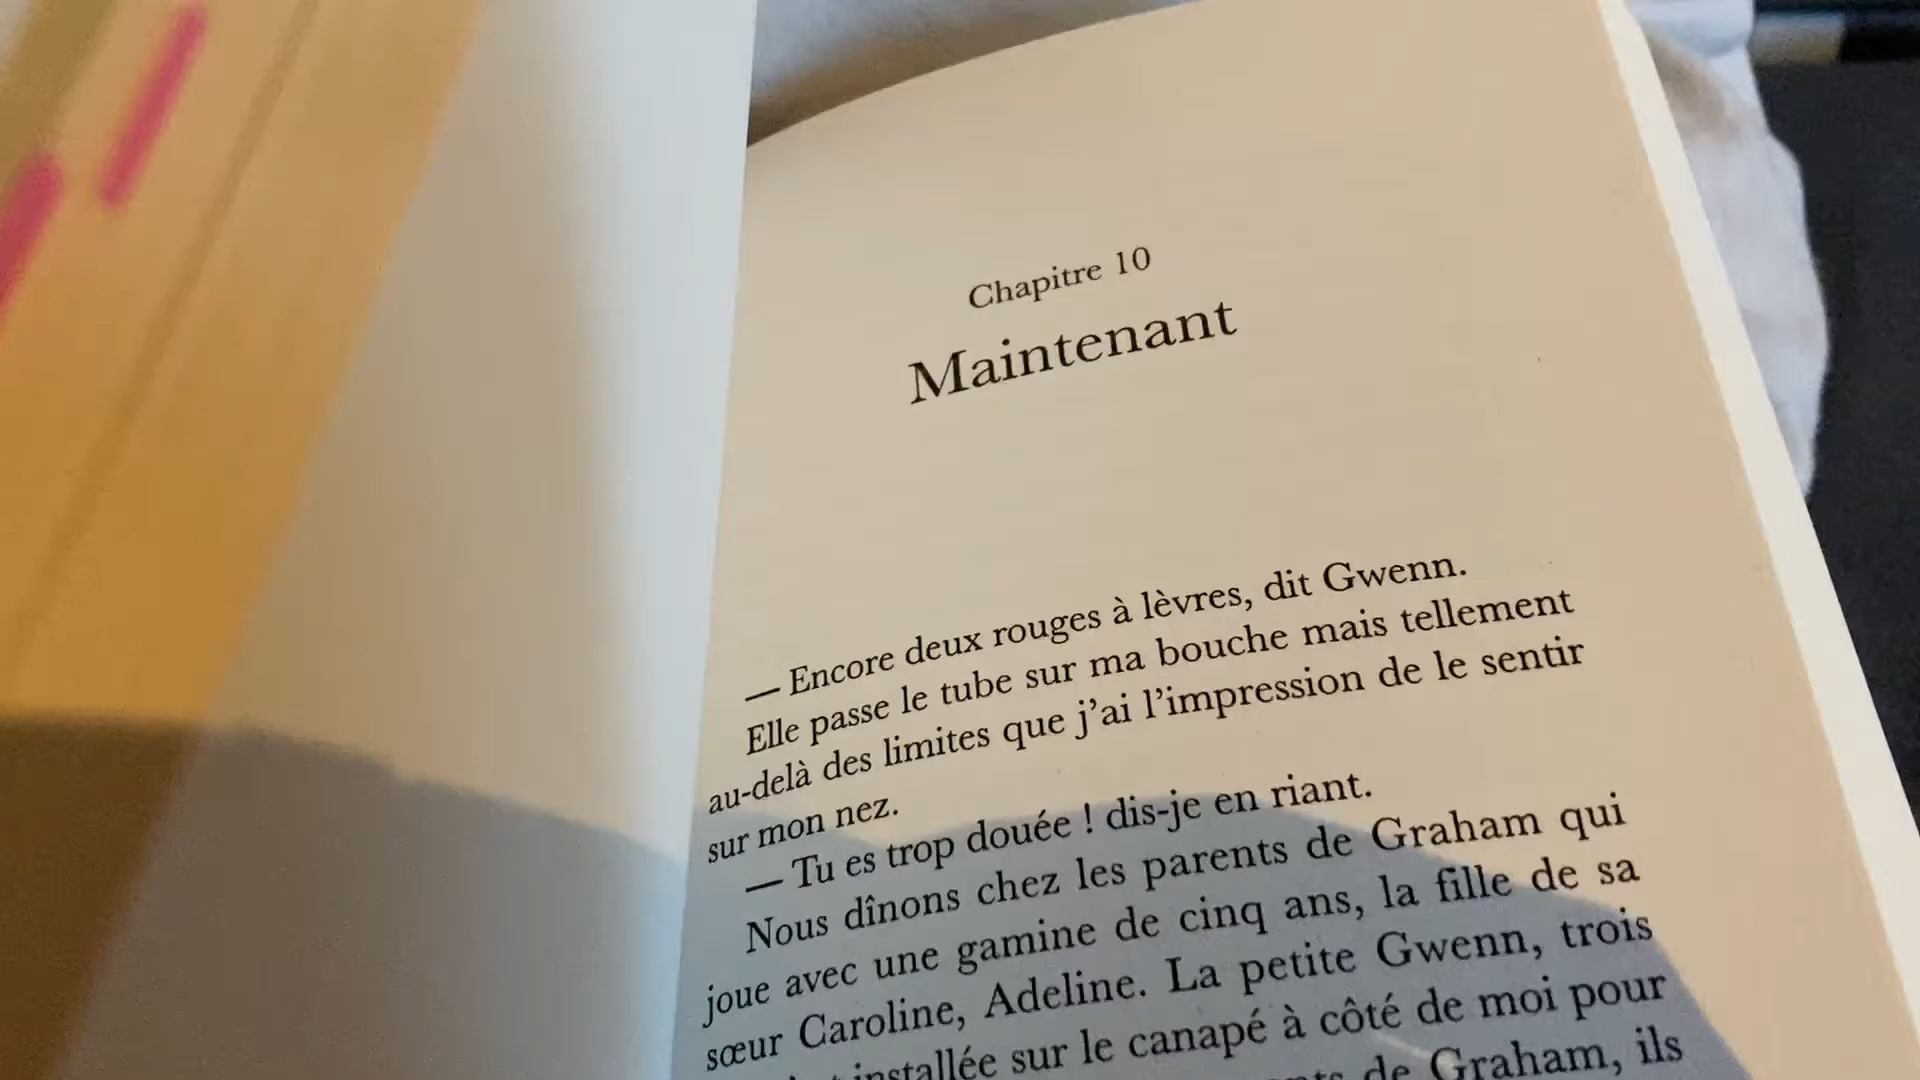 Chapitre 10
Maintenant
— Encore deux rouges à lèvres, dit Gwenn.
Elle passe le tube sur ma bouche mais tellement
au-delà des limites que j'ai l'impression de le sentir
sur mon nez.
— Tu es trop douée ! dis-je en riant.
Nous dînons chez les parents de Graham qui
joue avec une gamine de cinq ans, la fille de sa
sœur Caroline, Adeline. La petite Gwenn, trois
installée sur le canapé à côté de moi pour
de Graham, ils